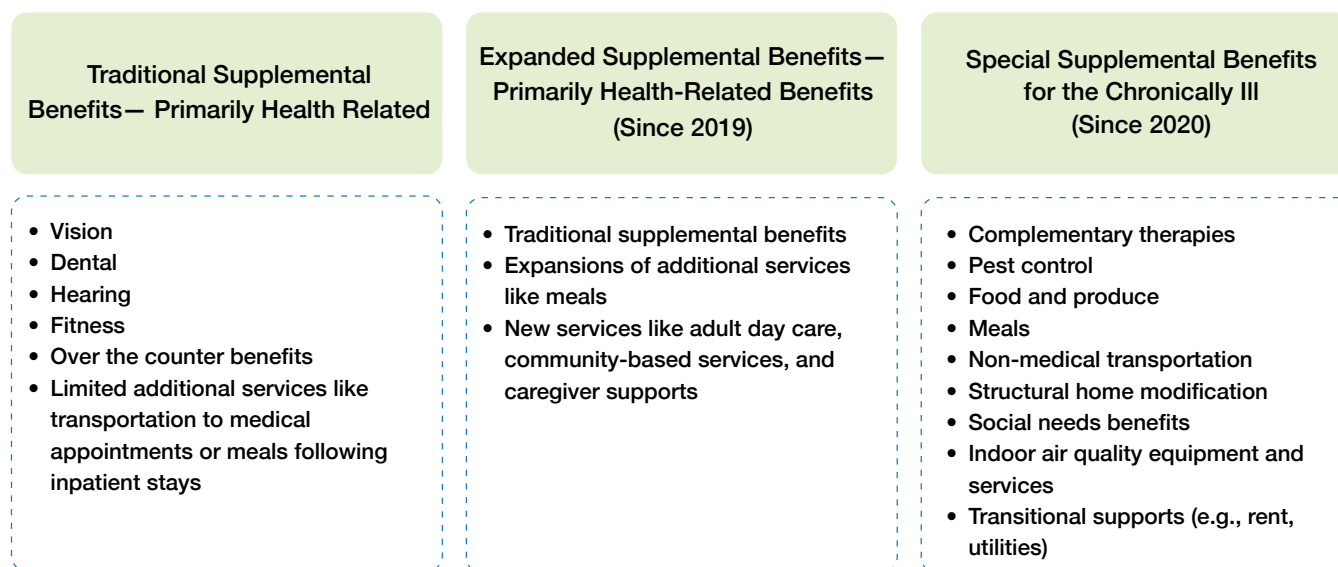 Traditional Supplemental
Benefits— Primarily Health Related
• Vision
• Dental
• Hearing
• Fitness
• Over the counter benefits
• Limited additional services like
transportation to medical
appointments or meals following
inpatient stays
Expanded Supplemental Benefits—
Primarily Health-Related Benefits
(Since 2019)
• Traditional supplemental benefits
• Expansions of additional services
like meals
• New services like adult day care,
community-based services, and
caregiver supports
Special Supplemental Benefits
for the Chronically Ill
(Since 2020)
• Complementary therapies
• Pest control
• Food and produce
• Meals
• Non-medical transportation
• Structural home modification
• Social needs benefits
• Indoor air quality equipment and
services
• Transitional supports (e.g., rent,
utilities)